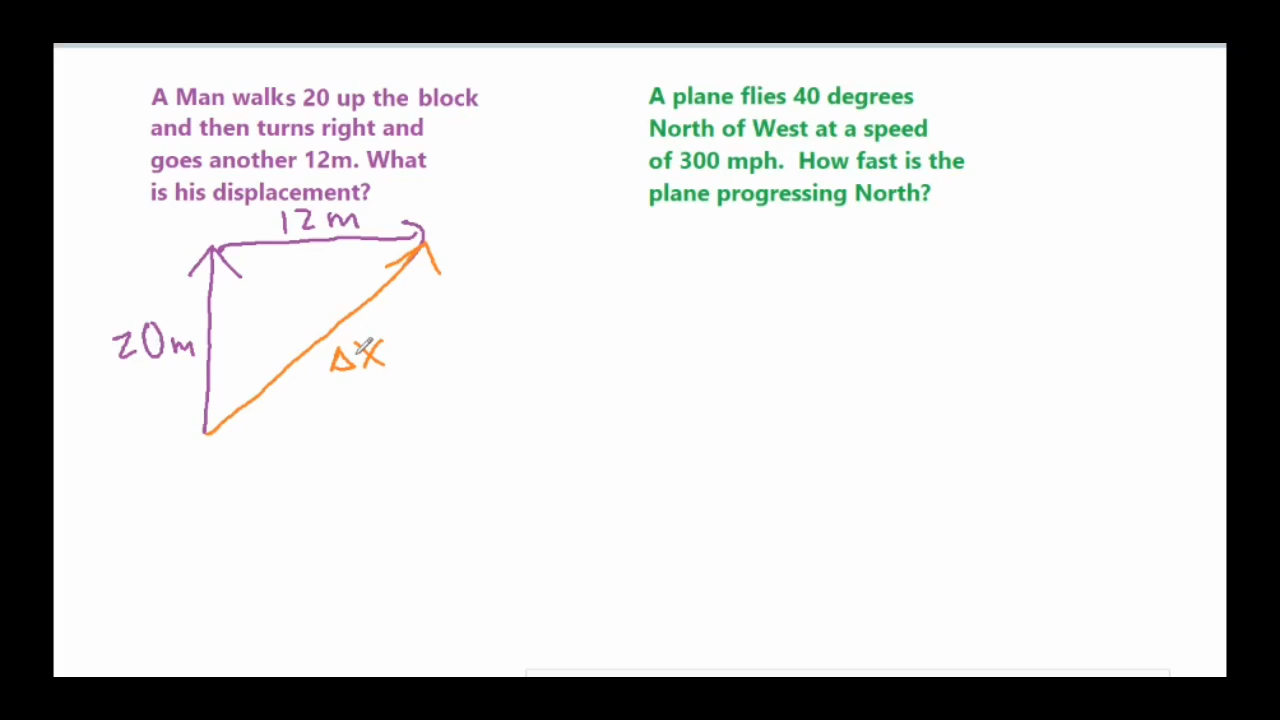 A Man walks 20 up the block
and then turns right and
goes another 12m. What
is his displacement?
12 m
20m
Δx
A plane flies 40 degrees
North of West at a speed
of 300 mph. How fast is the
plane progressing North?